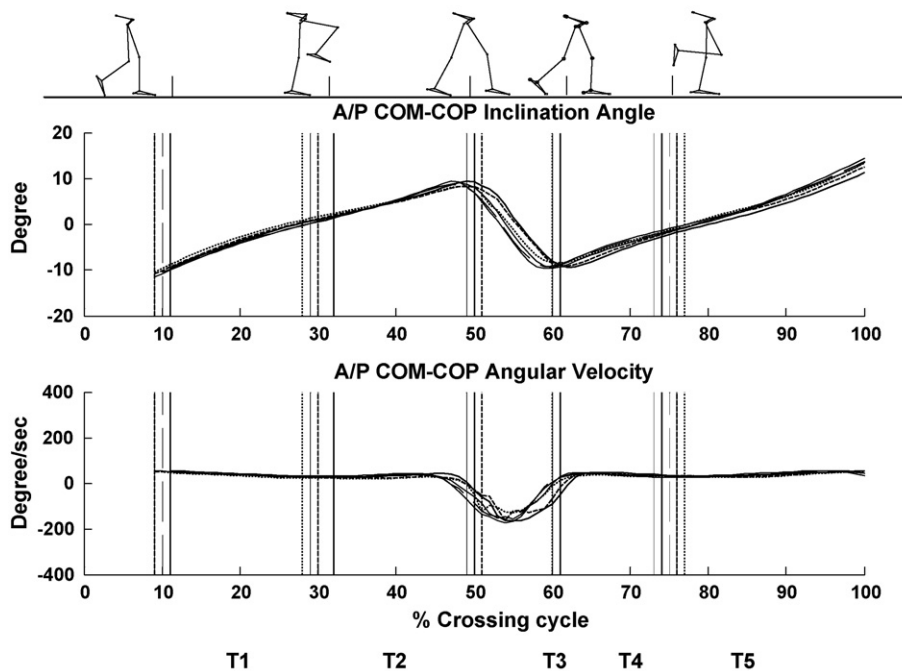 A/P COM-COP Inclination Angle
20
10
0
-10
-20
Degree
0 10 20 30 40 50 60 70 80 90 100
A/P COM-COP Angular Velocity
400
200
0
-200
-400
Degree/sec
0 10 20 30 40 50 60 70 80 90 100
% Crossing cycle
T1 T2 T3 T4 T5